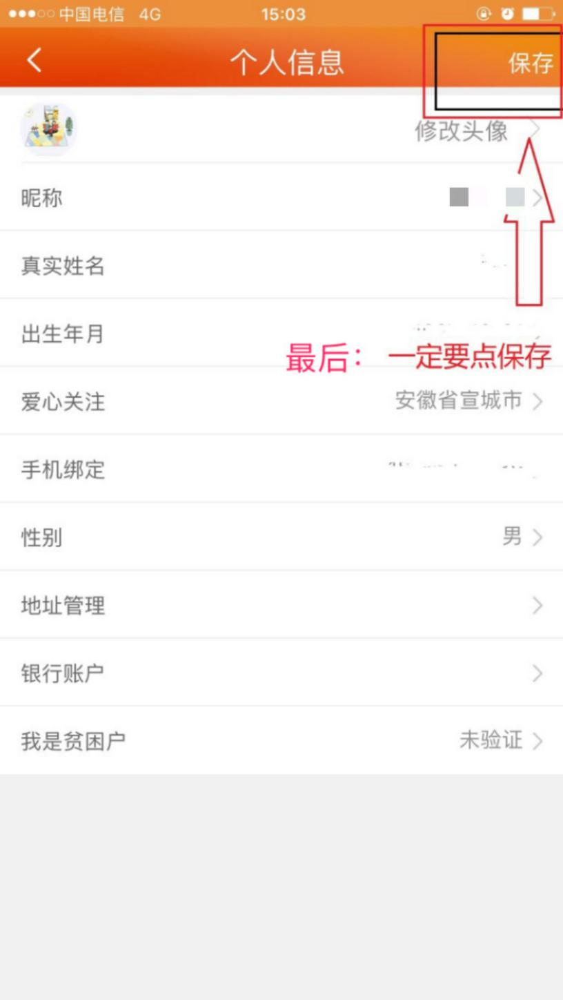 中国电信 4G 15:03
个人信息 保存
修改头像
昵称
真实姓名
出生年月
最后： 一定要点保存
爱心关注 安徽省宣城市
手机绑定
性别 男
地址管理
银行账户
我是贫困户 未验证